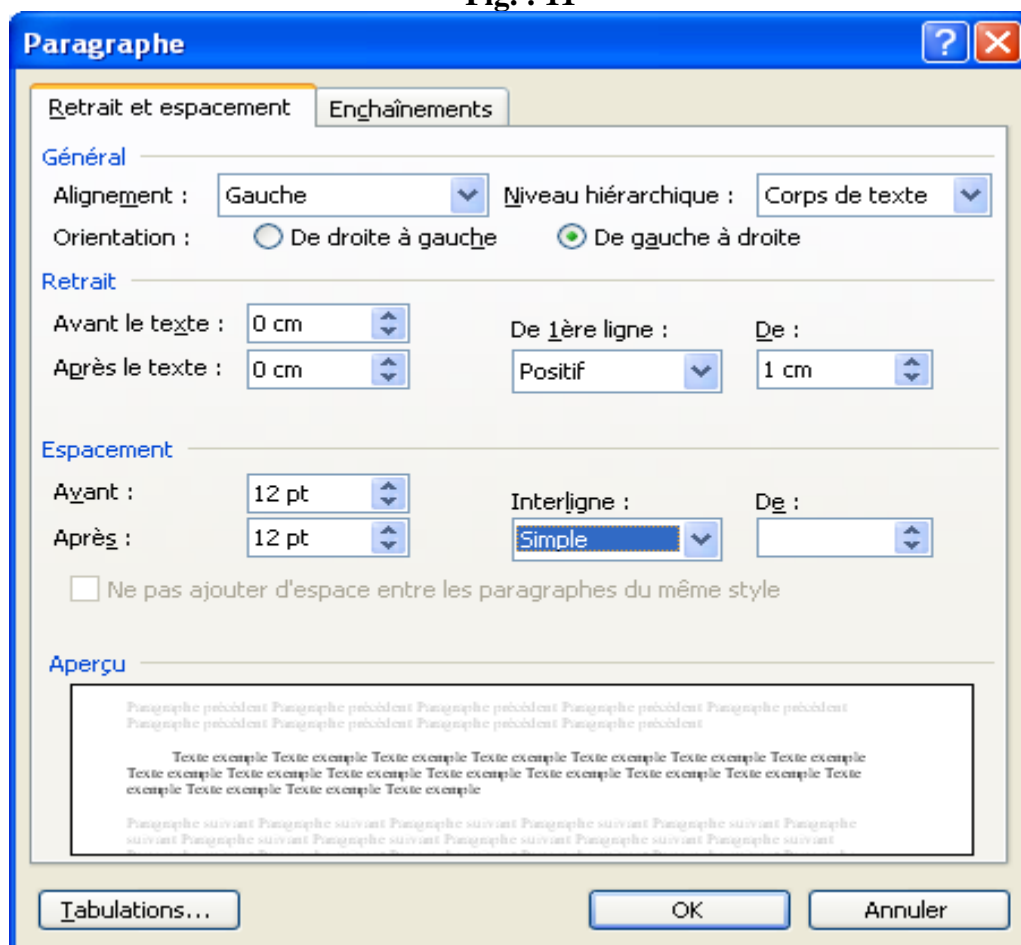 Fig. : 11
Paragraphe
Retrait et espacement Enchaînements
Général
Alignement : Gauche Niveau hiérarchique : Corps de texte
Orientation : De droite à gauche De gauche à droite
Retrait
Avant le texte : 0 cm De 1ère ligne : De :
Après le texte : 0 cm Positif 1 cm
Espacement
Avant : 12 pt Interligne : De :
Après : 12 pt Simple
Ne pas ajouter d'espace entre les paragraphes du même style
Aperçu
Paragraphe précédent Paragraphe précédent Paragraphe précédent Paragraphe précédent Paragraphe précédent
Paragraphe précédent Paragraphe précédent Paragraphe précédent Paragraphe précédent
Texte exemple Texte exemple Texte exemple Texte exemple Texte exemple Texte exemple Texte exemple
Texte exemple Texte exemple Texte exemple Texte exemple Texte exemple Texte exemple Texte exemple Texte
exemple Texte exemple Texte exemple Texte exemple
Paragraphe suivant Paragraphe suivant Paragraphe suivant Paragraphe suivant Paragraphe suivant Paragraphe
suivant Paragraphe suivant Paragraphe suivant Paragraphe suivant Paragraphe suivant Paragraphe suivant
Tabulations... OK Annuler